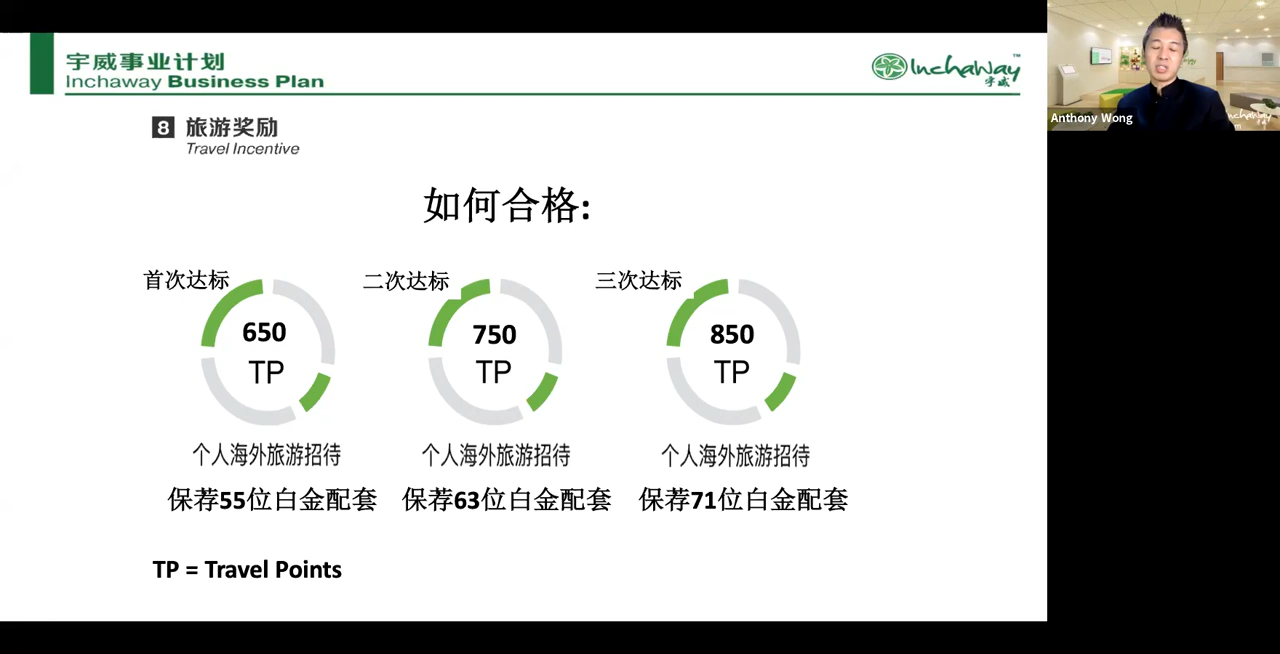 宇威事业计划
Inchaway Business Plan
Inchaway™
宇威
Anthony Wong
8 旅游奖励
Travel Incentive
如何合格:
首次达标
二次达标
三次达标
650
TP
750
TP
850
TP
个人海外旅游招待
个人海外旅游招待
个人海外旅游招待
保荐55位白金配套
保荐63位白金配套
保荐71位白金配套
TP = Travel Points